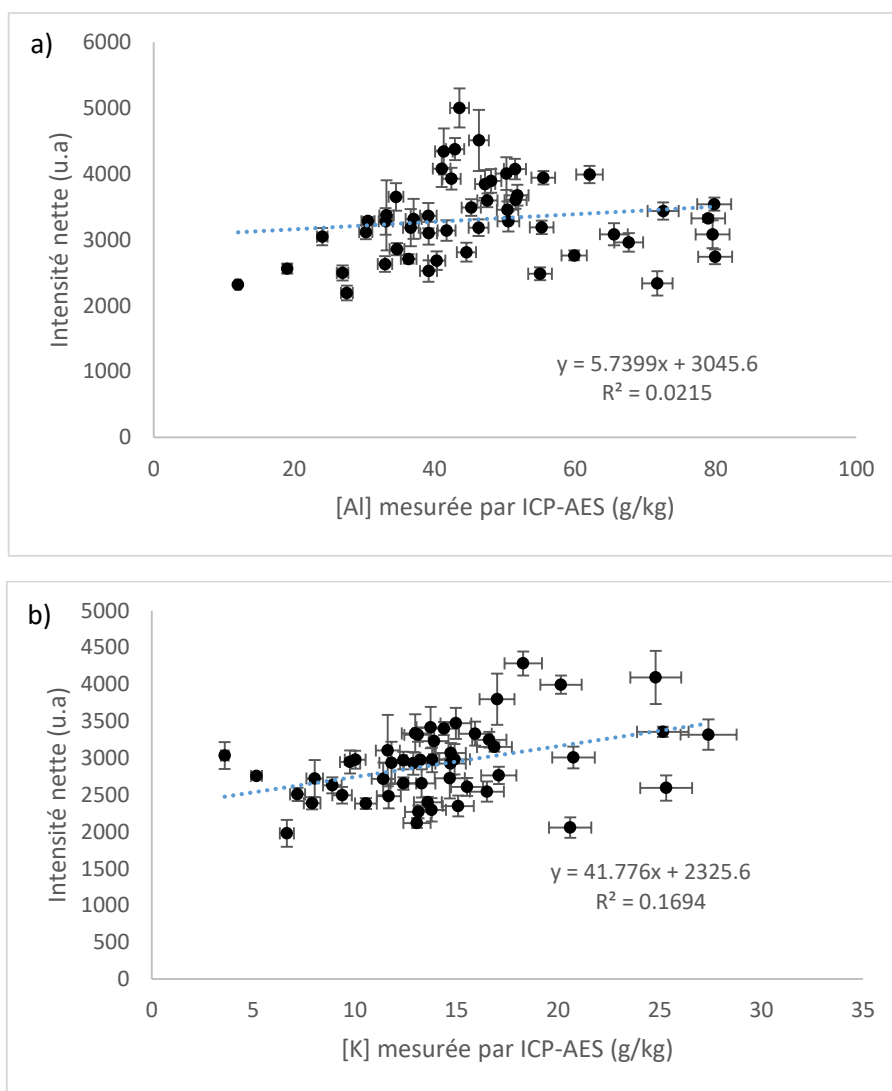 a)
6000
5000
4000
3000
2000
1000
0
Intensité nette (u.a)
y = 5.7399x + 3045.6
R² = 0.0215
0 20 40 60 80 100
[Al] mesurée par ICP-AES (g/kg)
b)
5000
4500
4000
3500
3000
2500
2000
1500
1000
500
0
Intensité nette (u.a)
y = 41.776x + 2325.6
R² = 0.1694
0 5 10 15 20 25 30 35
[K] mesurée par ICP-AES (g/kg)